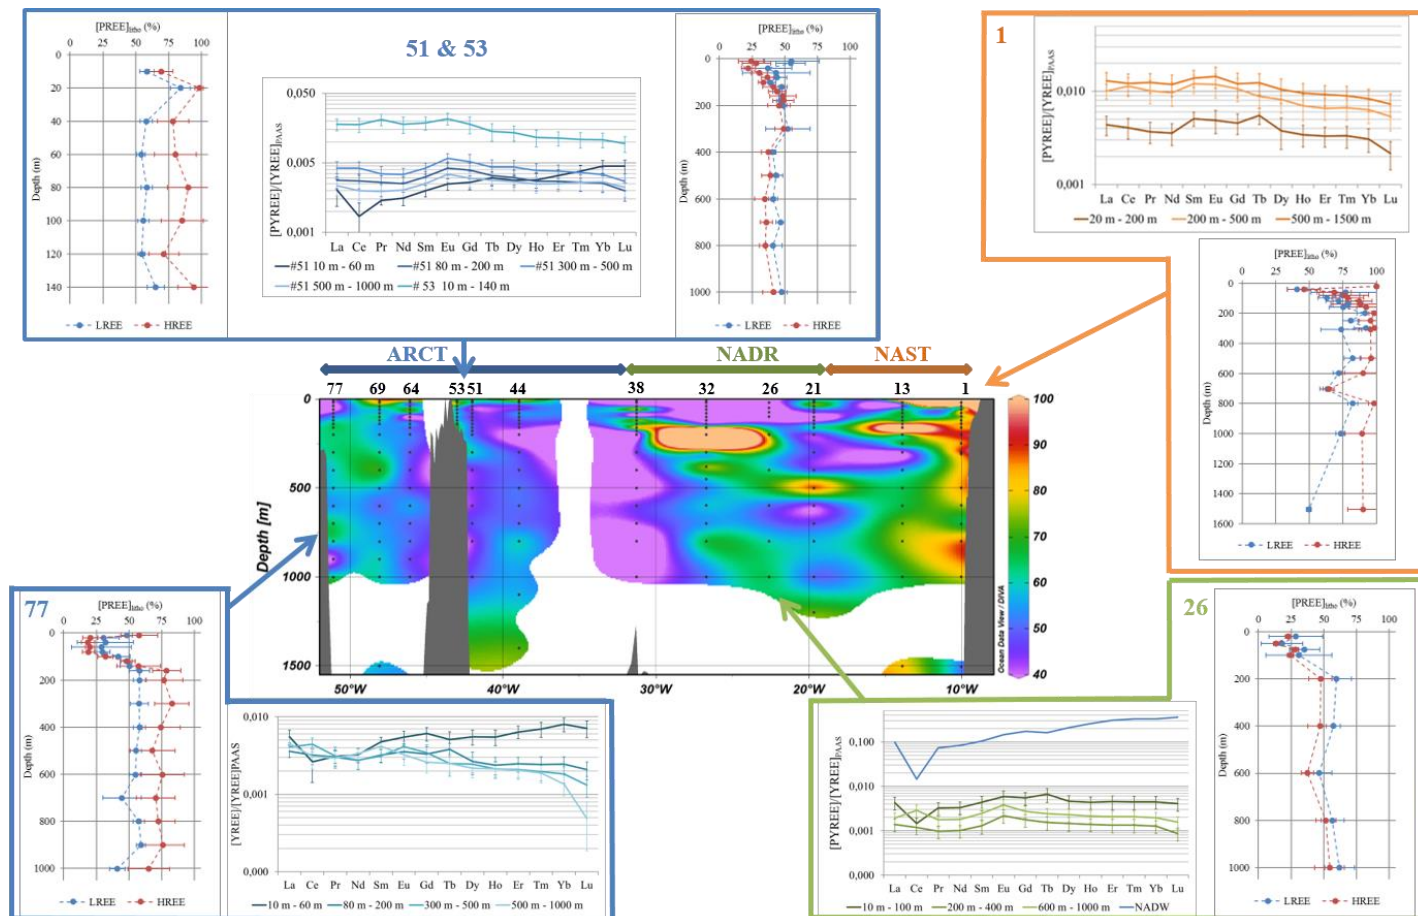 [PREE]litho (%)
0 25 50 75 100
0
20
40
60
80
100
120
140
Depth (m)
LREE HREE
51 & 53
0,050
0,005
0,001
[PYREE]/[YREE]PAAS
La Ce Pr Nd Sm Eu Gd Tb Dy Ho Er Tm Yb Lu
#51 10 m - 60 m #51 80 m - 200 m #51 300 m - 500 m
#51 500 m - 1000 m # 53 10 m - 140 m
[PREE]litho (%)
0 25 50 75 100
0
200
400
600
800
1000
Depth (m)
LREE HREE
1
0,010
0,001
[PYREE]/[YREE]PAAS
La Ce Pr Nd Sm Eu Gd Tb Dy Ho Er Tm Yb Lu
20 m - 200 m 200 m - 500 m 500 m - 1500 m
[PREE]litho (%)
0 25 50 75 100
0
200
400
600
800
1000
1200
1400
1600
Depth (m)
LREE HREE
ARCT NADR NAST
77 69 64 53 51 44 38 32 26 21 13 1
0
500
1000
1500
Depth [m]
50°W 40°W 30°W 20°W 10°W
Ocean Data View / DIVA
100
90
80
70
60
50
40
77
[PREE]litho (%)
0 25 50 75 100
0
200
400
600
800
1000
Depth (m)
LREE HREE
0,010
0,001
0,000
[YREE]/[YREE]PAAS
La Ce Pr Nd Sm Eu Gd Tb Dy Ho Er Tm Yb Lu
10 m - 60 m 80 m - 200 m 300 m - 500 m 500 m - 1000 m
26
0,100
0,010
0,001
0,000
[PYREE]/[YREE]PAAS
La Ce Pr Nd Sm Eu Gd Tb Dy Ho Er Tm Yb Lu
10 m - 100 m 200 m - 400 m 600 m - 1000 m NADW
[PREE]litho (%)
0 50 100
0
200
400
600
800
1000
Depth (m)
LREE HREE